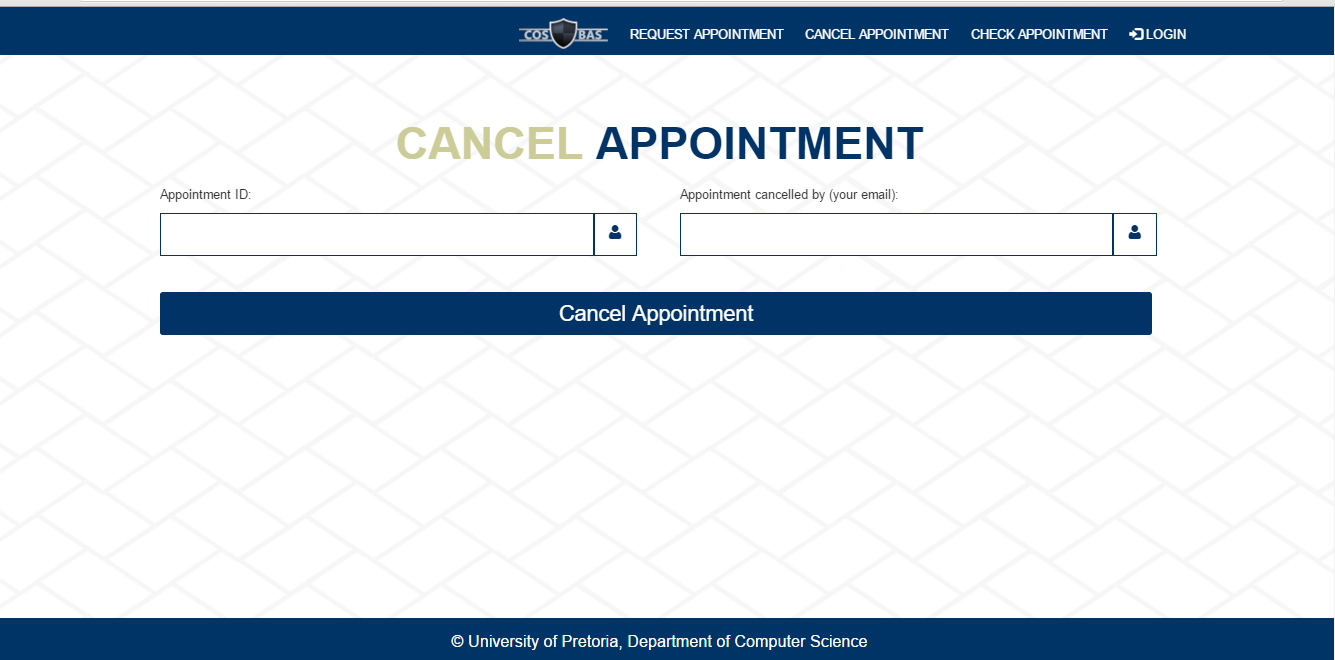 COS BAS REQUEST APPOINTMENT CANCEL APPOINTMENT CHECK APPOINTMENT LOGIN
CANCEL APPOINTMENT
Appointment ID: Appointment cancelled by (your email):
Cancel Appointment
© University of Pretoria, Department of Computer Science